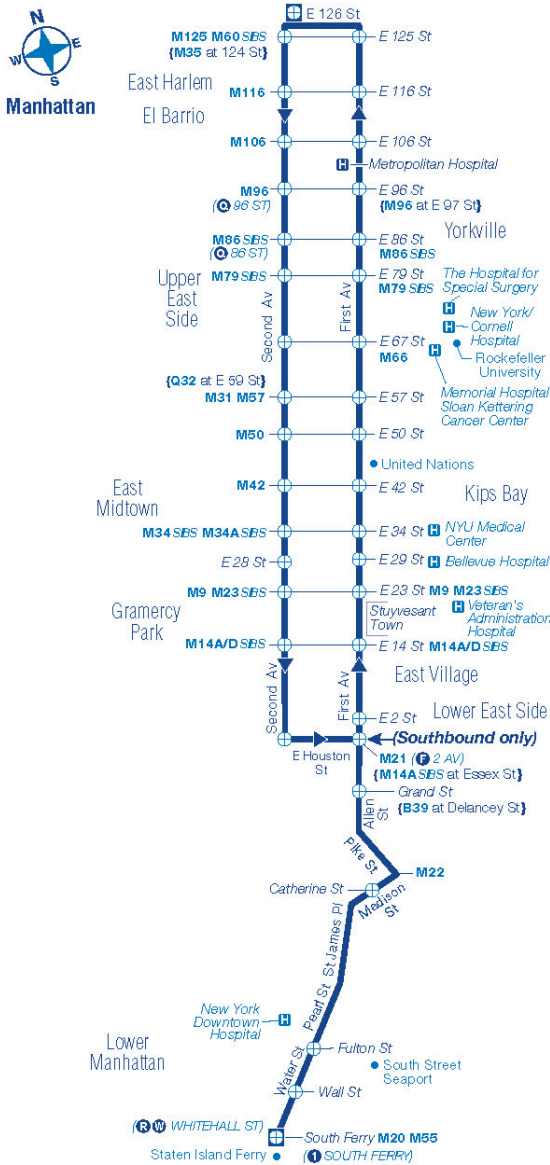 E 126 St
M125 M60 SBS
{M35 at 124 St}
E 125 St
N
W
E
S
Manhattan
East Harlem
El Barrio
M116
E 116 St
M106
E 106 St
H Metropolitan Hospital
M96
(Q 96 ST)
E 96 St
{M96 at E 97 St}
Yorkville
M86 SBS
(Q 86 ST)
E 86 St
M86 SBS
M79 SBS
E 79 St
M79 SBS
Upper
East
Side
Second Av
First Av
The Hospital for
Special Surgery
H
New York/
H Cornell
Hospital
Rockefeller
University
E 67 St
M66
H
Memorial Hospital
Sloan Kettering
Cancer Center
{Q32 at E 59 St}
M31 M57
E 57 St
M50
E 50 St
United Nations
M42
E 42 St
East
Midtown
Kips Bay
M34 SBS M34A SBS
E 34 St
H NYU Medical
Center
E 28 St
E 29 St
H Bellevue Hospital
M9 M23 SBS
E 23 St M9 M23 SBS
Gramercy
Park
Stuyvesant
Town
H Veteran's
Administration
Hospital
M14A/D SBS
E 14 St M14A/D SBS
East Village
Second Av
First Av
E 2 St
Lower East Side
(Southbound only)
E Houston
St
M21 (F 2 AV)
{M14A SBS at Essex St}
Grand St
{B39 at Delancey St}
Allen
St
Pike St
M22
Catherine St
Madison
St
St James Pl
Pearl St
New York
Downtown
Hospital
H
Lower
Manhattan
Water St
Fulton St
South Street
Seaport
Wall St
(R W WHITEHALL ST)
South Ferry M20 M55
Staten Island Ferry
(1 SOUTH FERRY)